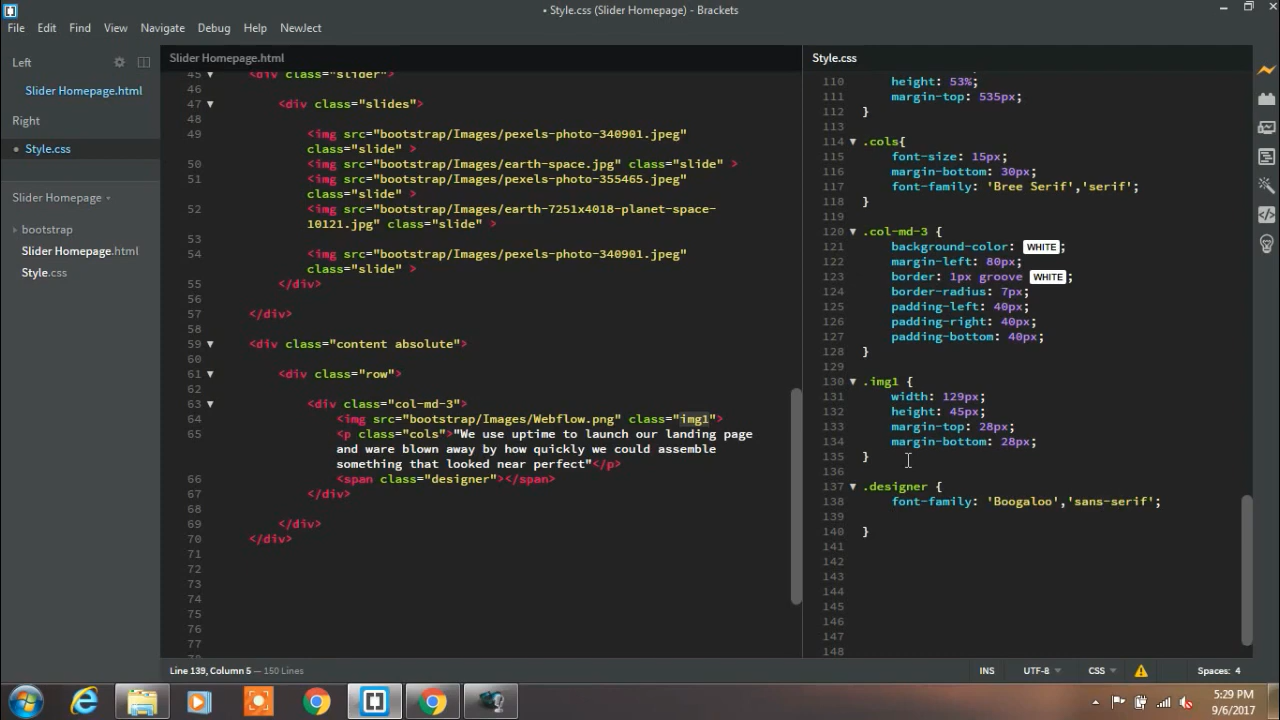 • Style.css (Slider Homepage) - Brackets
File Edit Find View Navigate Debug Help NewJect
Left
Slider Homepage.html
Right
• Style.css
Slider Homepage
bootstrap
Slider Homepage.html
Style.css
Slider Homepage.html
45 <div class="slider">
46
47 <div class="slides">
48
49 <img src="bootstrap/Images/pexels-photo-340901.jpeg"
class="slide" >
50 <img src="bootstrap/Images/earth-space.jpg" class="slide" >
51 <img src="bootstrap/Images/pexels-photo-355465.jpeg"
class="slide" >
52 <img src="bootstrap/Images/earth-7251x4018-planet-space-
10121.jpg" class="slide" >
53
54 <img src="bootstrap/Images/pexels-photo-340901.jpeg"
class="slide" >
55 </div>
56
57 </div>
58
59 <div class="content absolute">
60
61 <div class="row">
62
63 <div class="col-md-3">
64 <img src="bootstrap/Images/Webflow.png" class="img1">
65 <p class="cols">"We use uptime to launch our landing page
and ware blown away by how quickly we could assemble
something that looked near perfect"</p>
66 <span class="designer"></span>
67 </div>
68
69 </div>
70 </div>
71
72
73
74
75
76
77
Style.css
110 height: 53%;
111 margin-top: 535px;
112 }
113
114 .cols{
115 font-size: 15px;
116 margin-bottom: 30px;
117 font-family: 'Bree Serif','serif';
118 }
119
120 .col-md-3 {
121 background-color: WHITE;
122 margin-left: 80px;
123 border: 1px groove WHITE;
124 border-radius: 7px;
125 padding-left: 40px;
126 padding-right: 40px;
127 padding-bottom: 40px;
128 }
129
130 .img1 {
131 width: 129px;
132 height: 45px;
133 margin-top: 28px;
134 margin-bottom: 28px;
135 }
136
137 .designer {
138 font-family: 'Boogaloo','sans-serif';
139
140 }
141
142
143
144
145
146
147
148
Line 139, Column 5 — 150 Lines
INS UTF-8 CSS Spaces: 4
5:29 PM
9/6/2017